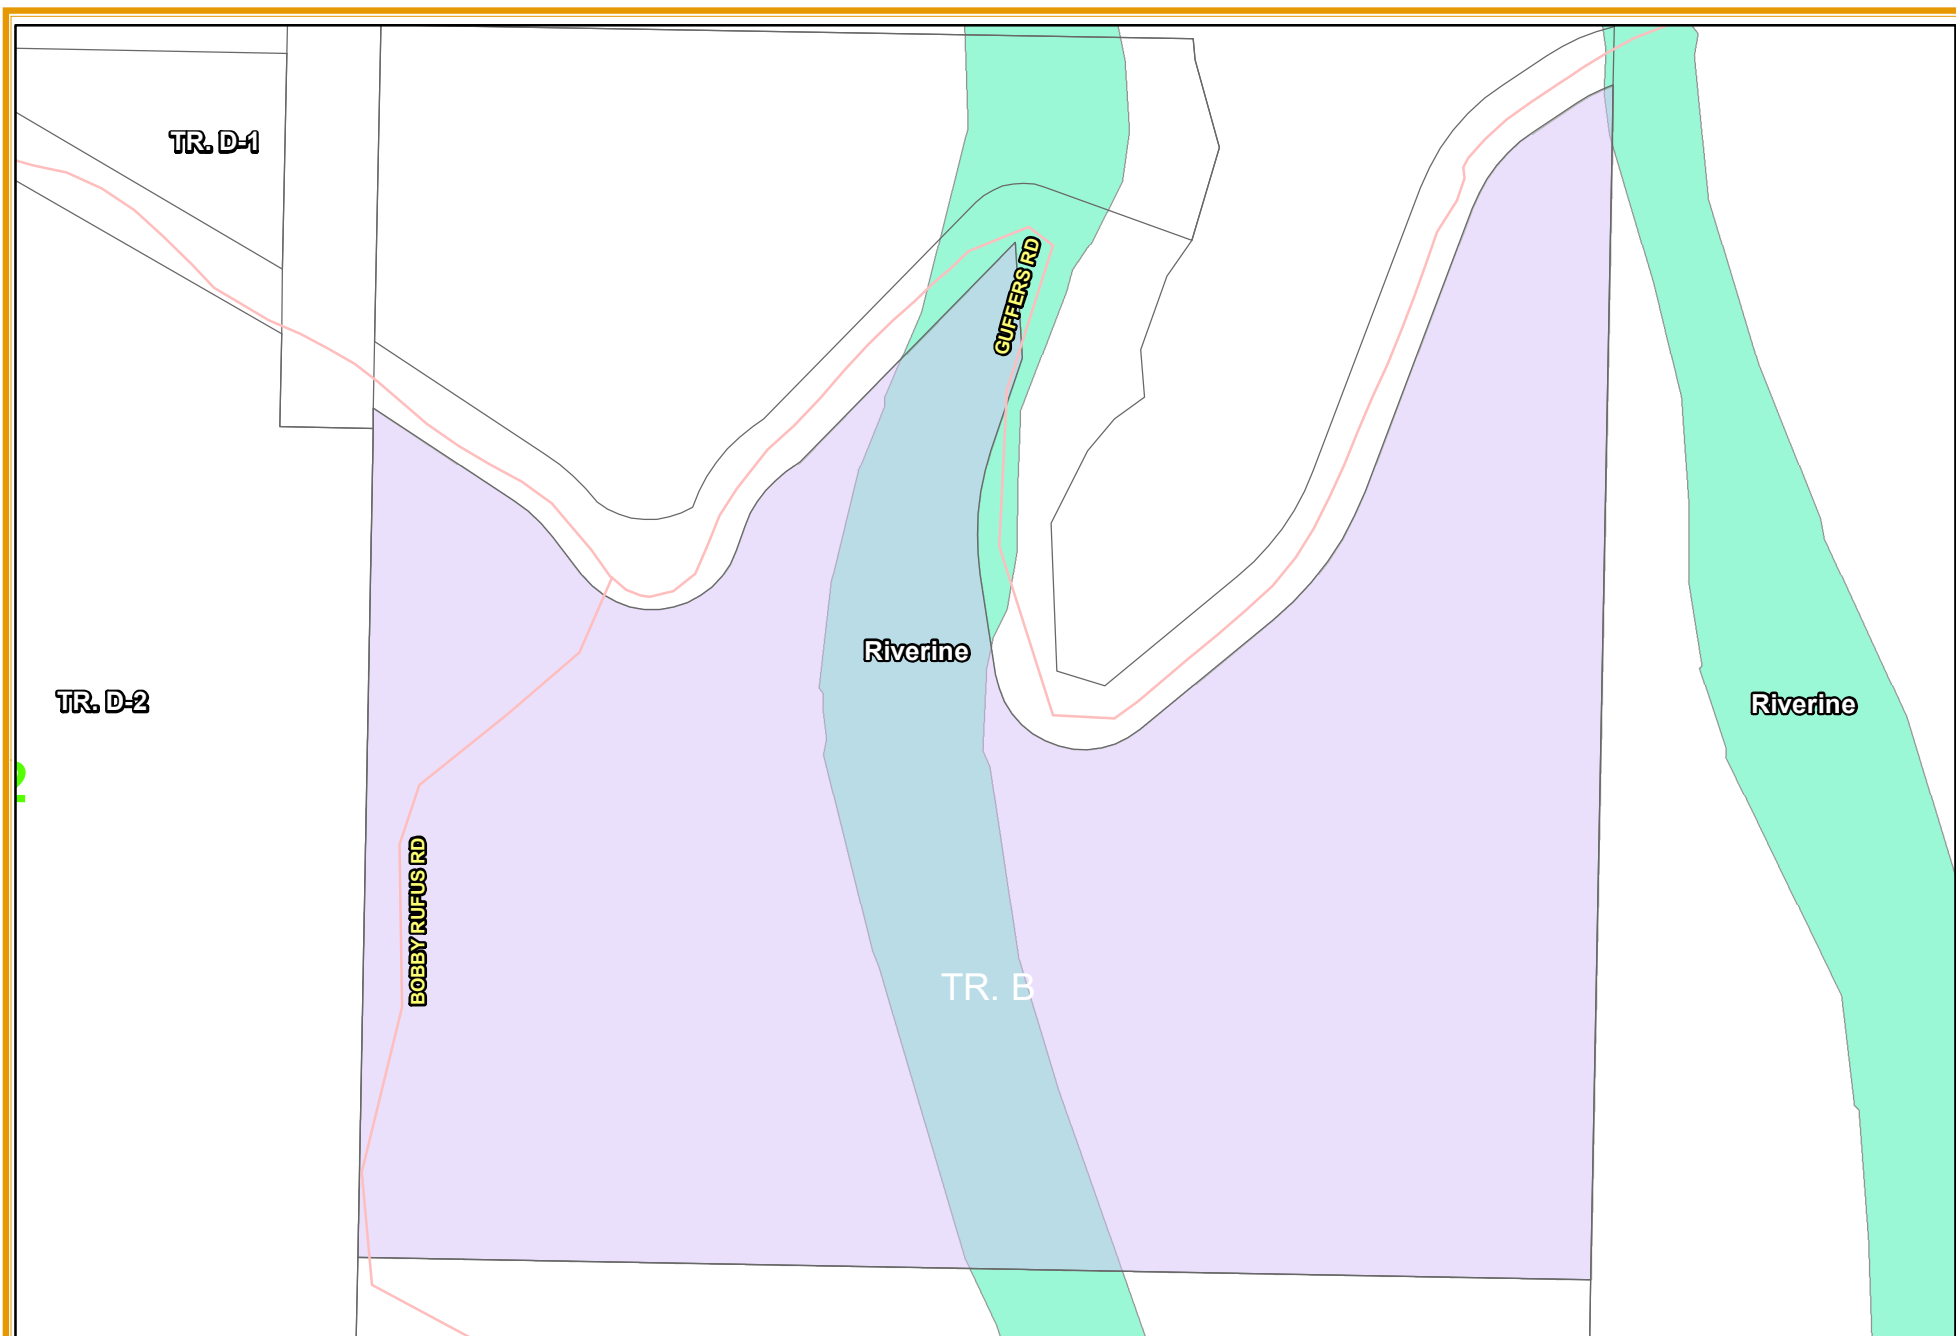 TR. D-1
GUFFERS RD
Riverine
TR. D-2
Riverine
BOBBY RUFUS RD
TR. B